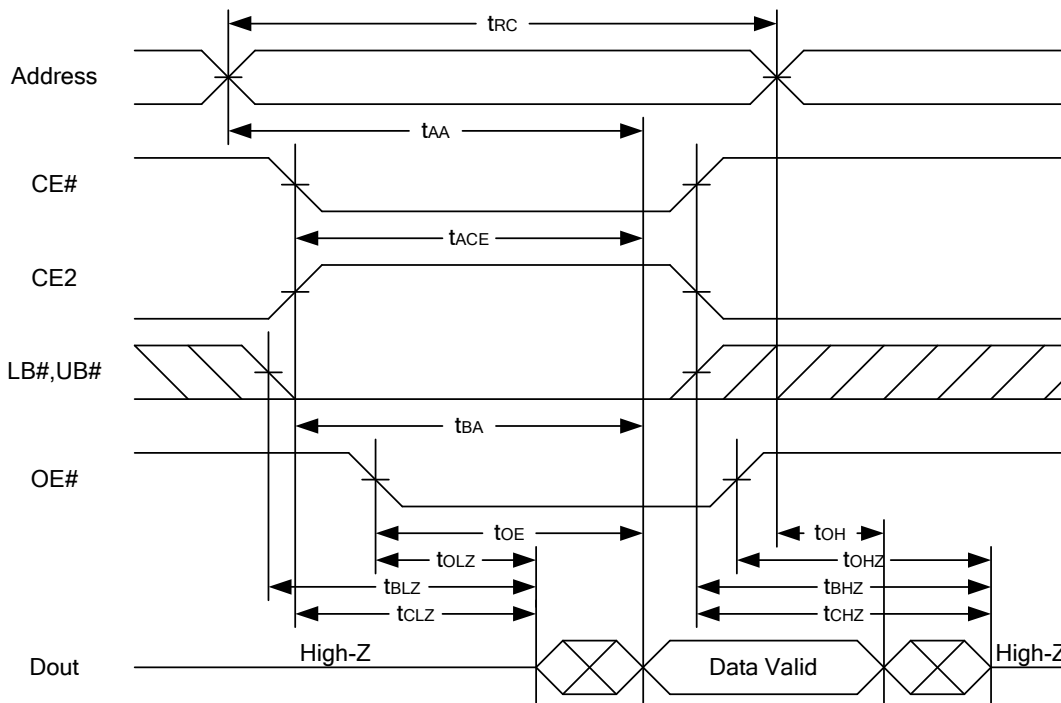 tRC
Address
tAA
CE#
tACE
CE2
LB#,UB#
tBA
OE#
tOE
tOH
tOLZ
tOHZ
tBLZ
tBHZ
tCLZ
tCHZ
High-Z
High-Z
Dout
Data Valid